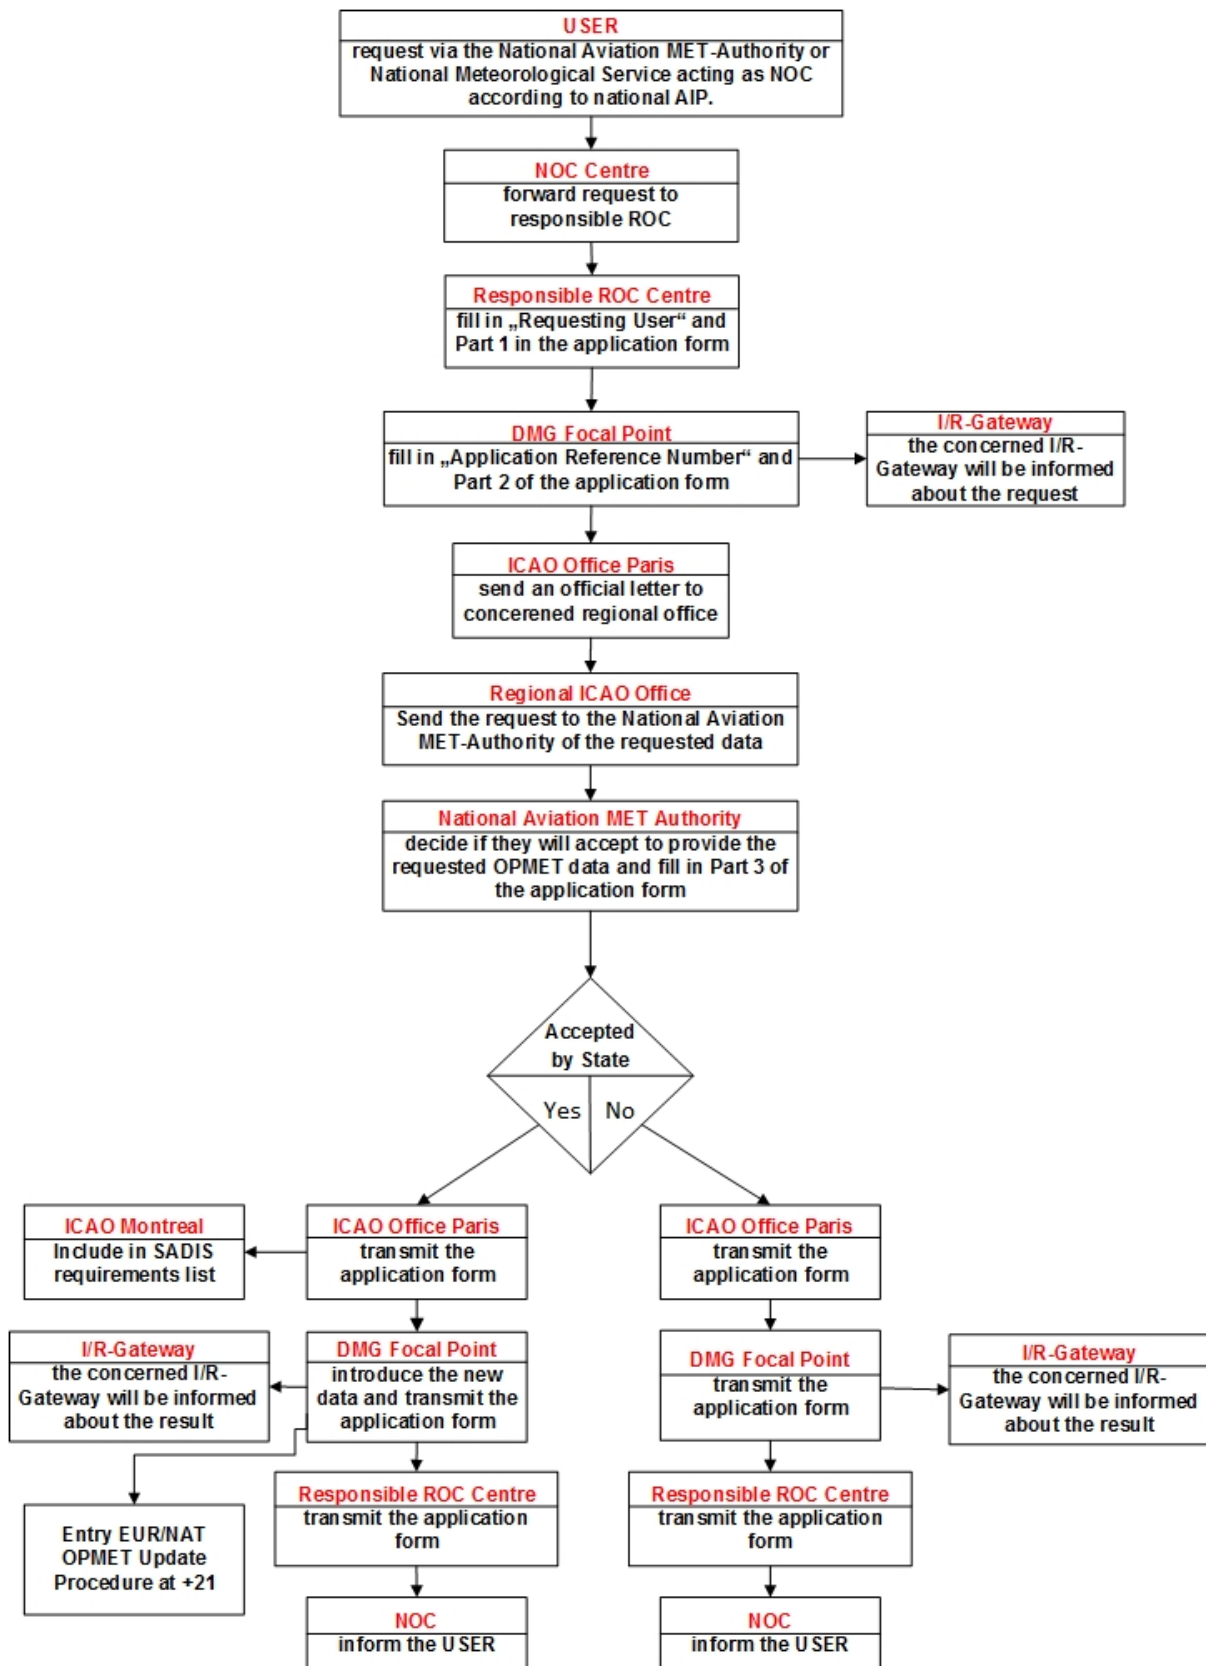 USER
request via the National Aviation MET-Authority or
National Meteorological Service acting as NOC
according to national AIP.
NOC Centre
forward request to
responsible ROC
Responsible ROC Centre
fill in „Requesting User“ and
Part 1 in the application form
DMG Focal Point
fill in „Application Reference Number“ and
Part 2 of the application form
I/R-Gateway
the concerned I/R-
Gateway will be informed
about the request
ICAO Office Paris
send an official letter to
concerened regional office
Regional ICAO Office
Send the request to the National Aviation
MET-Authority of the requested data
National Aviation MET Authority
decide if they will accept to provide the
requested OPMET data and fill in Part 3 of
the application form
Accepted
by State
Yes
No
ICAO Montreal
Include in SADIS
requirements list
ICAO Office Paris
transmit the
application form
ICAO Office Paris
transmit the
application form
I/R-Gateway
the concerned I/R-
Gateway will be informed
about the result
DMG Focal Point
introduce the new
data and transmit the
application form
DMG Focal Point
transmit the
application form
I/R-Gateway
the concerned I/R-
Gateway will be informed
about the result
Entry EUR/NAT
OPMET Update
Procedure at +21
Responsible ROC Centre
transmit the application
form
Responsible ROC Centre
transmit the application
form
NOC
inform the USER
NOC
inform the USER